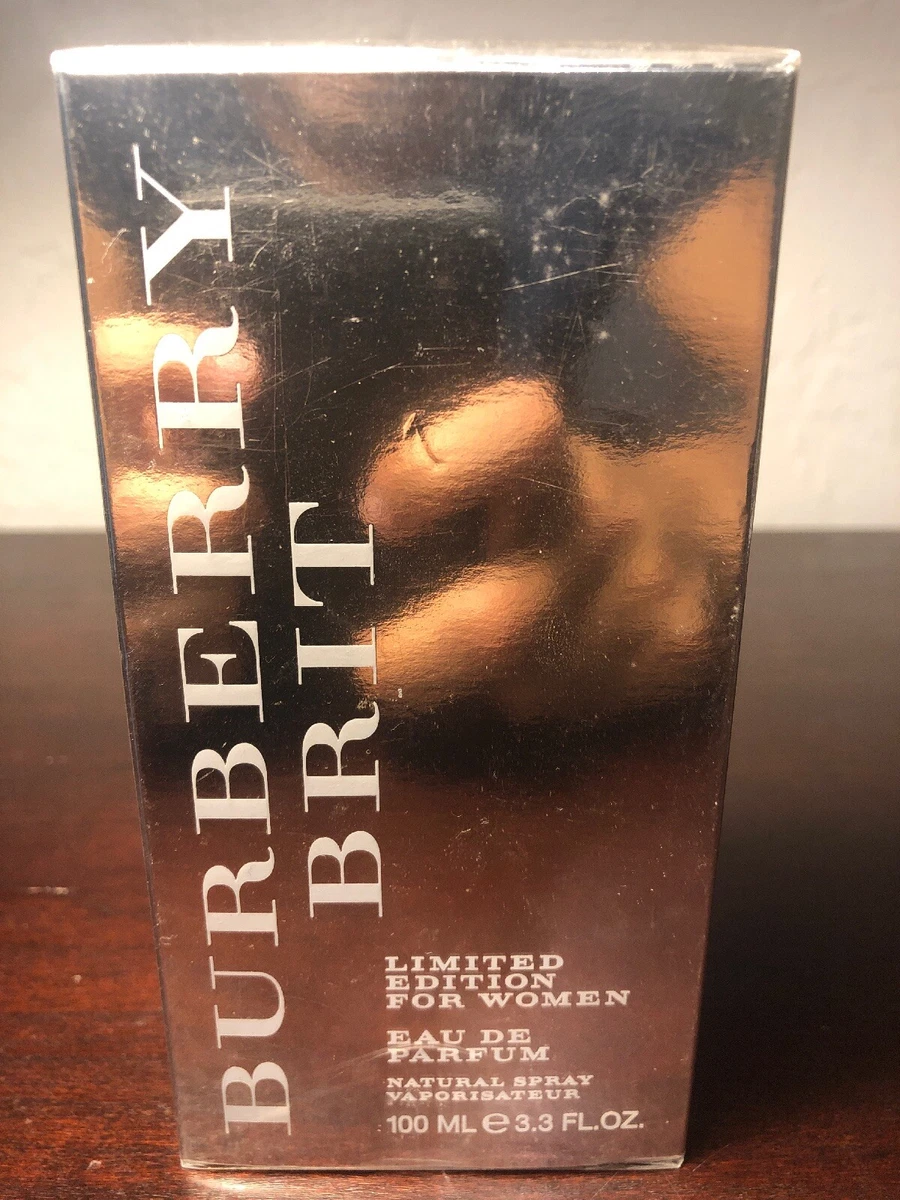 BURBERRY
BRIT
LIMITED
EDITION
FOR WOMEN
EAU DE
PARFUM
NATURAL SPRAY
VAPORISATEUR
100 ML ℮ 3.3 FL.OZ.